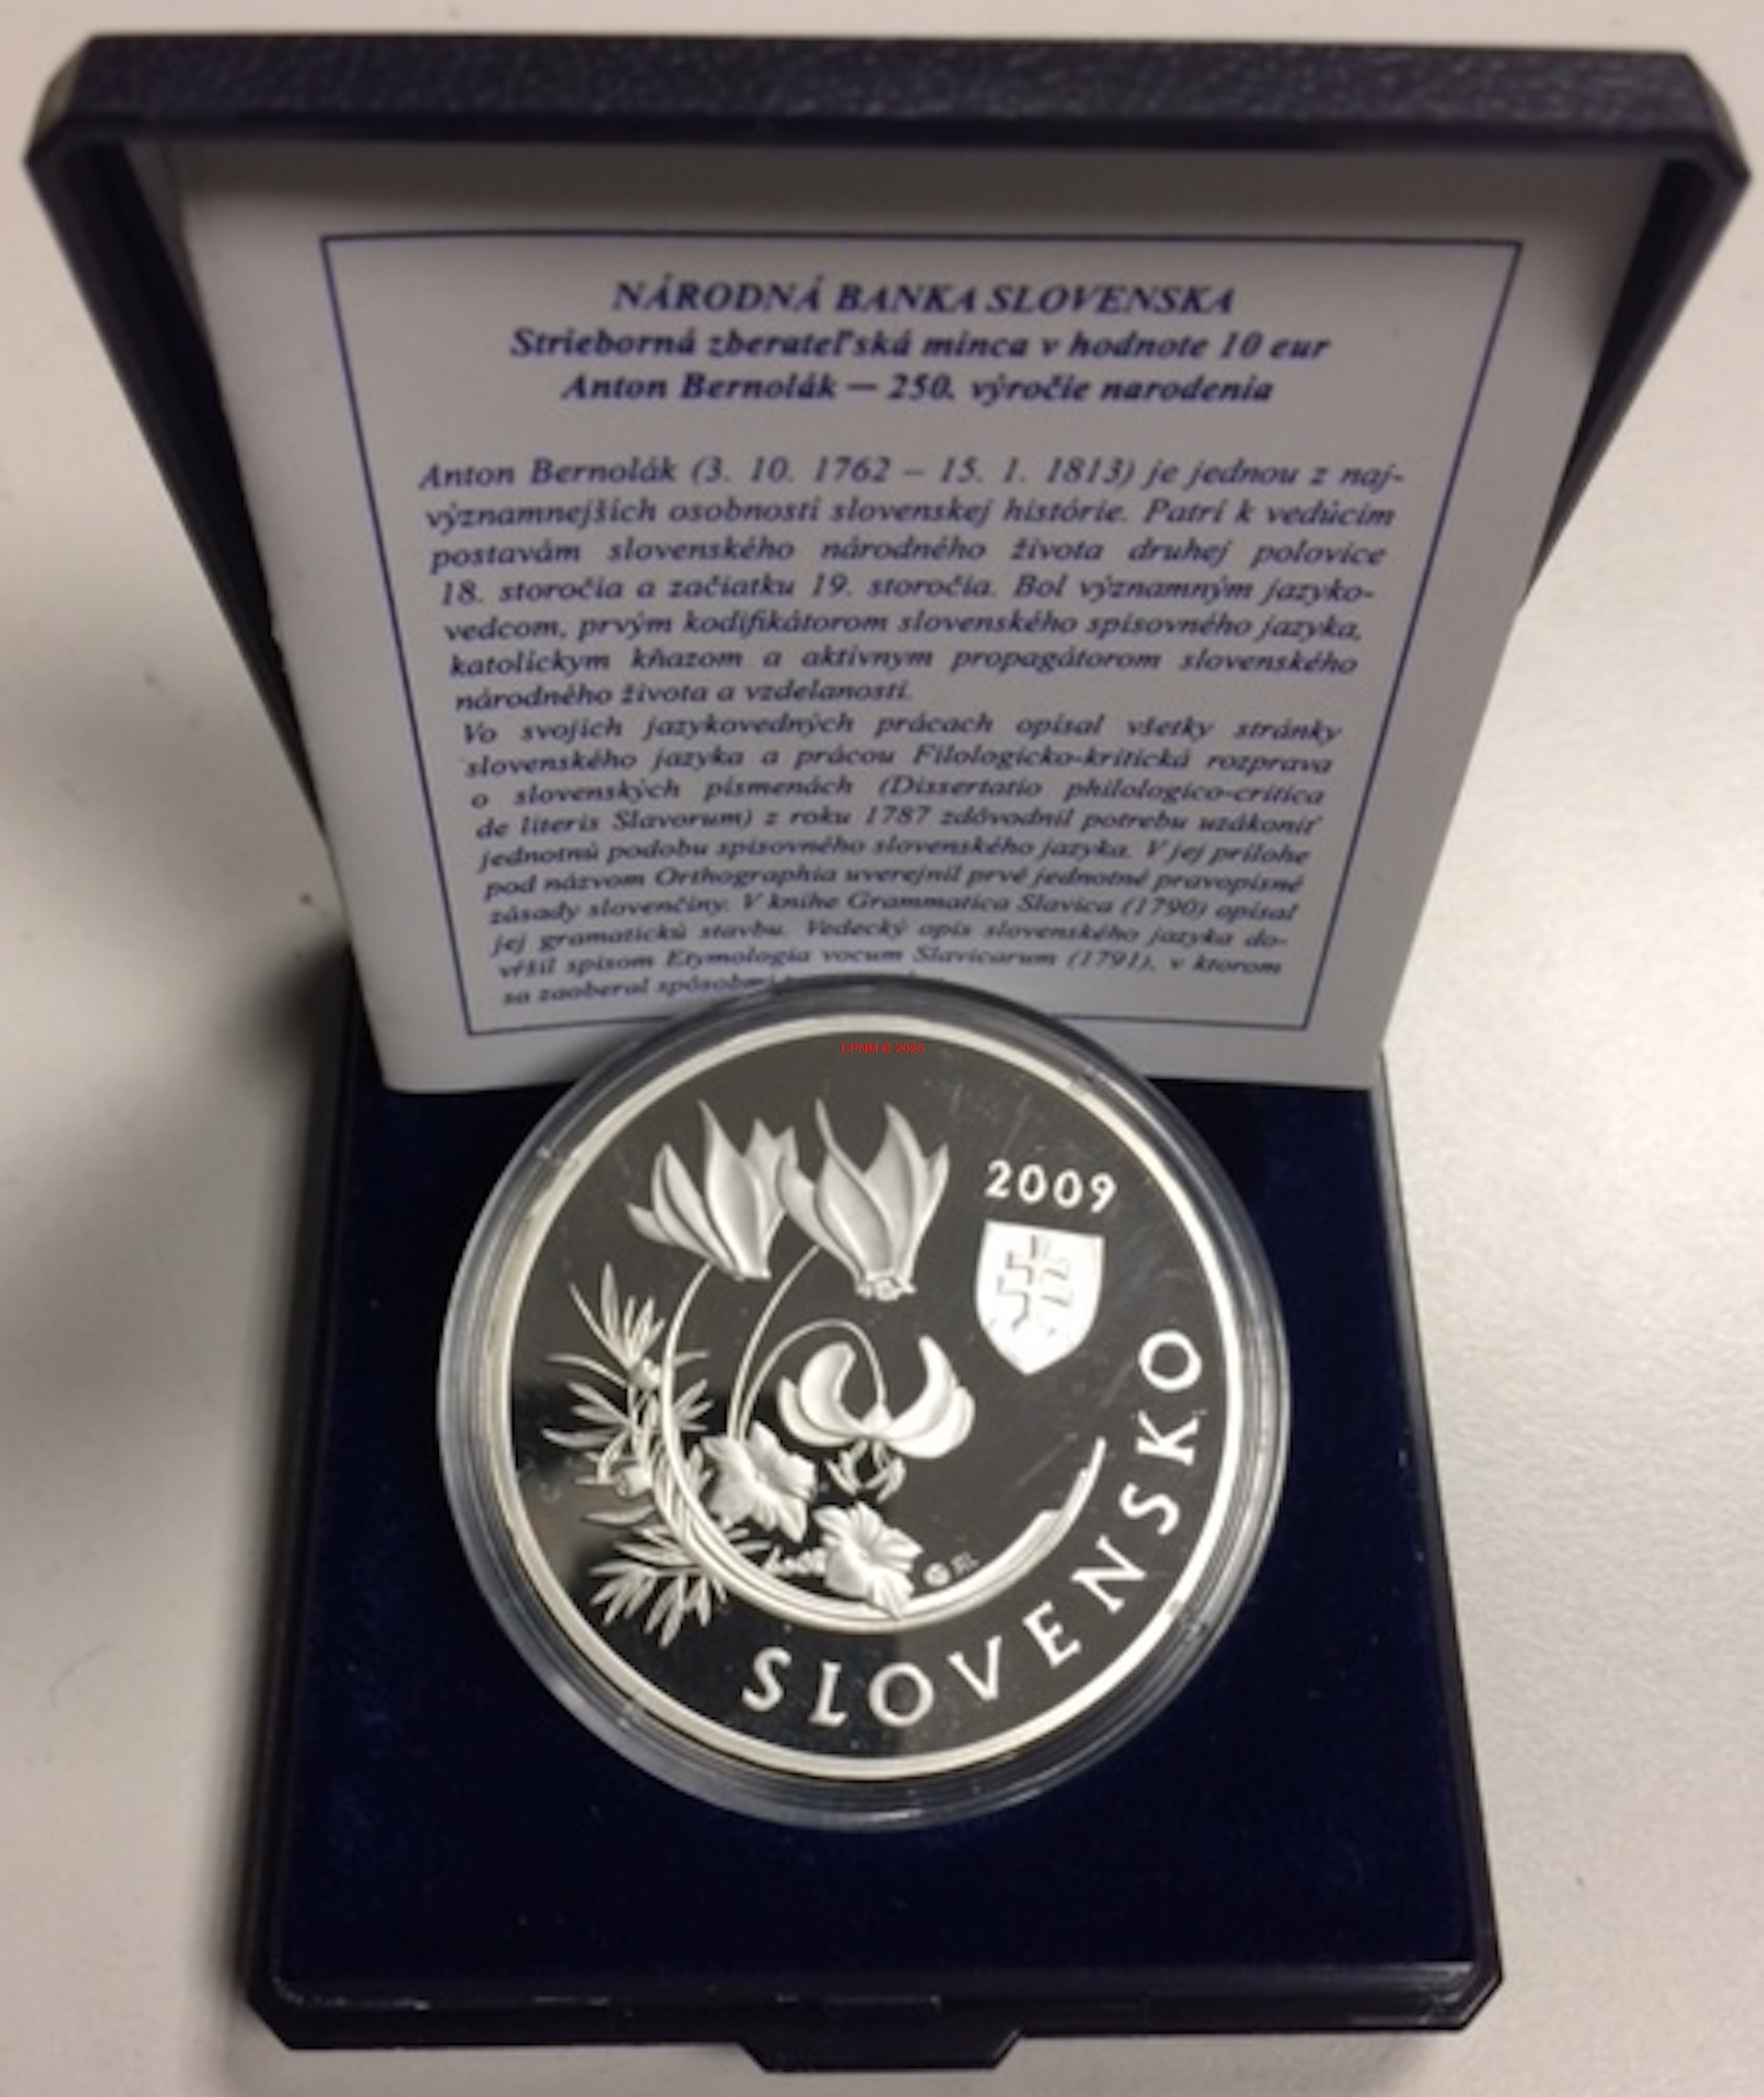 NÁRODNÁ BANKA SLOVENSKA
Strieborná zberateľská minca v hodnote 10 eur
Anton Bernolák — 250. výročie narodenia
Anton Bernolák (3. 10. 1762 – 15. 1. 1813) je jednou z naj-
významnejších osobností slovenskej histórie. Patrí k vedúcim
postavám slovenského národného života druhej polovice
18. storočia a začiatku 19. storočia. Bol významným jazyko-
vedcom, prvým kodifikátorom slovenského spisovného jazyka,
katolíckym kňazom a aktívnym propagátorom slovenského
národného života a vzdelanosti.
Vo svojich jazykovedných prácach opísal všetky stránky
slovenského jazyka a prácou Filologicko-kritická rozprava
o slovenských písmenách (Dissertatio philologico-critica
de literis Slavorum) z roku 1787 zdôvodnil potrebu uzákoniť
jednotnú podobu spisovného slovenského jazyka. V jej prílohe
pod názvom Orthographia uverejnil prvé jednotné pravopisné
zásady slovenčiny. V knihe Grammatica Slavica (1790) opísal
jej gramatickú stavbu. Vedecký opis slovenského jazyka do-
vŕšil spisom Etymologia vocum Slavicarum (1791), v ktorom
sa zaoberal
CPNM © 2026
2009
SLOVENSKO